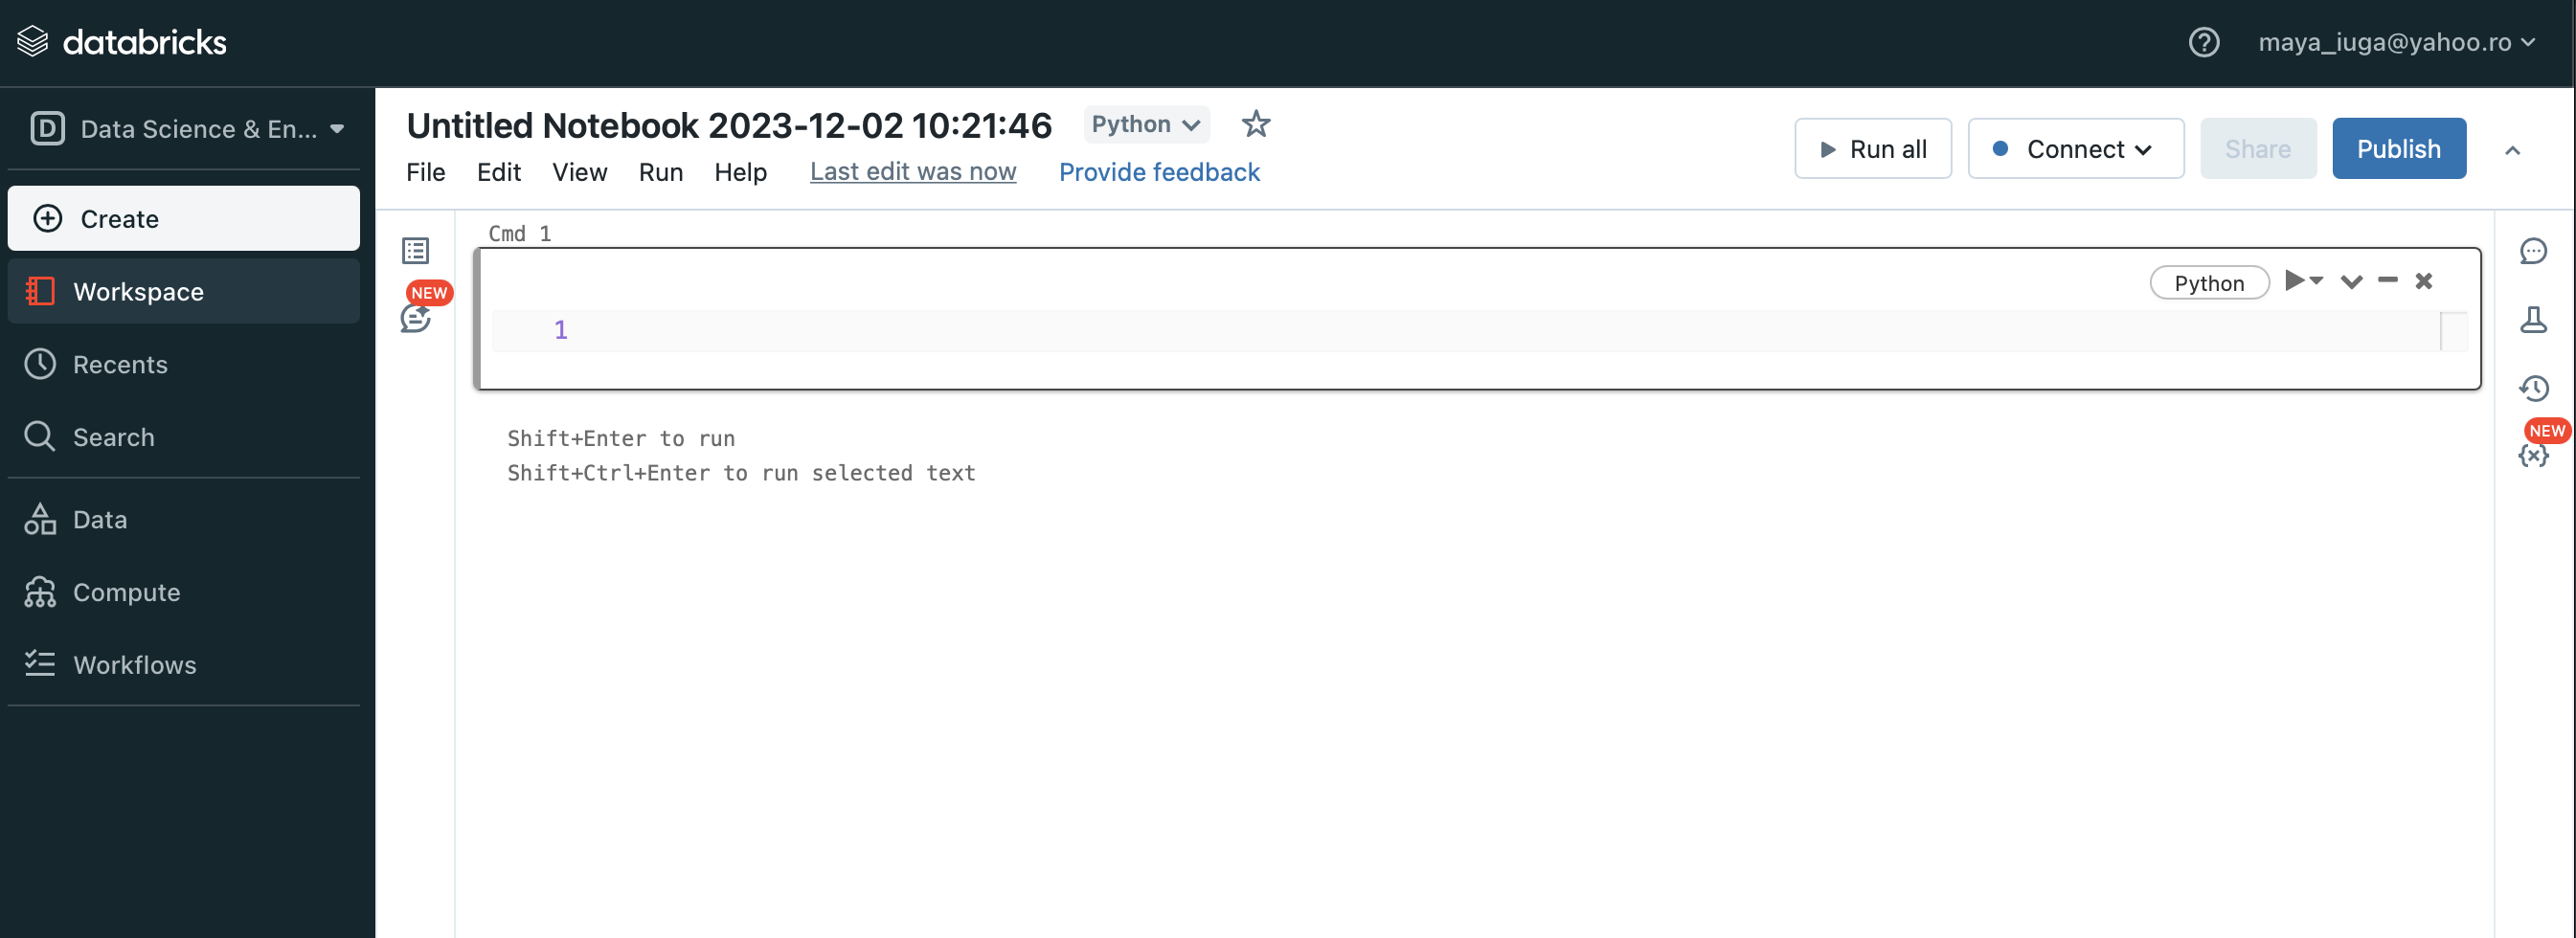 databricks
maya_iuga@yahoo.ro
Data Science & En...
Create
Workspace
Recents
Search
Data
Compute
Workflows
Untitled Notebook 2023-12-02 10:21:46 Python
File Edit View Run Help Last edit was now Provide feedback
Run all Connect Share Publish
NEW
Cmd 1
Python
1
Shift+Enter to run
Shift+Ctrl+Enter to run selected text
NEW